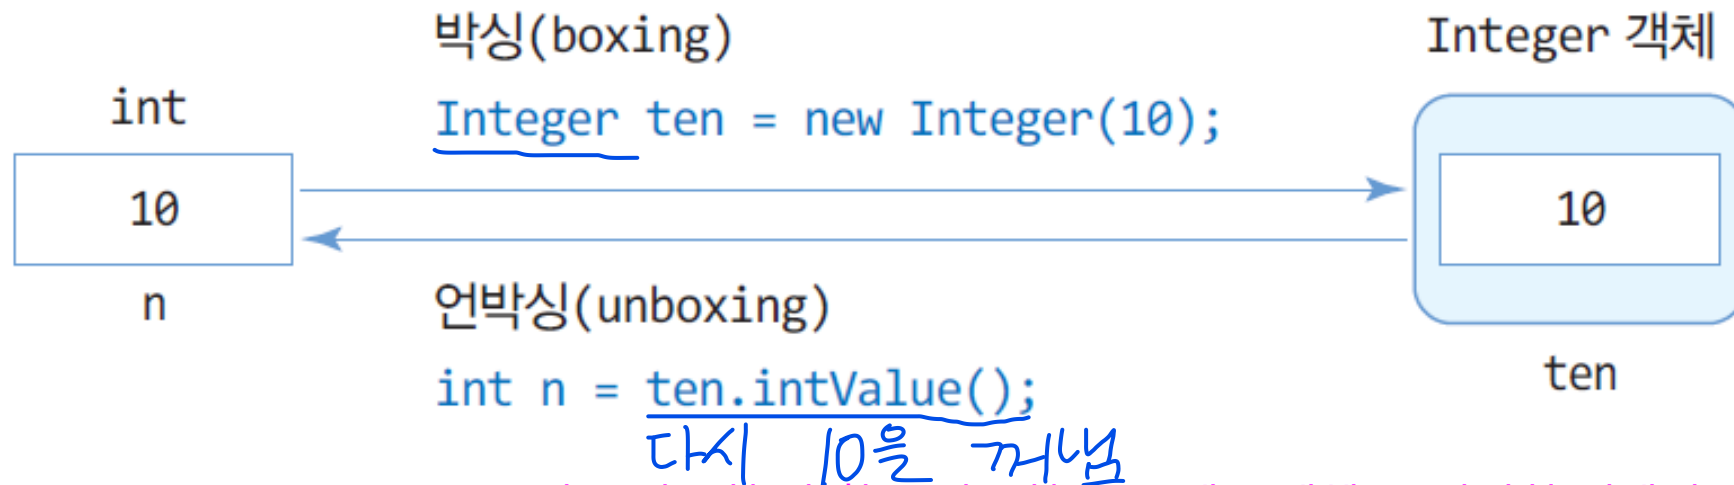 박싱(boxing)
Integer 객체
int
Integer ten = new Integer(10);
10
10
n
언박싱(unboxing)
ten
int n = ten.intValue();
다시 10을 꺼냄